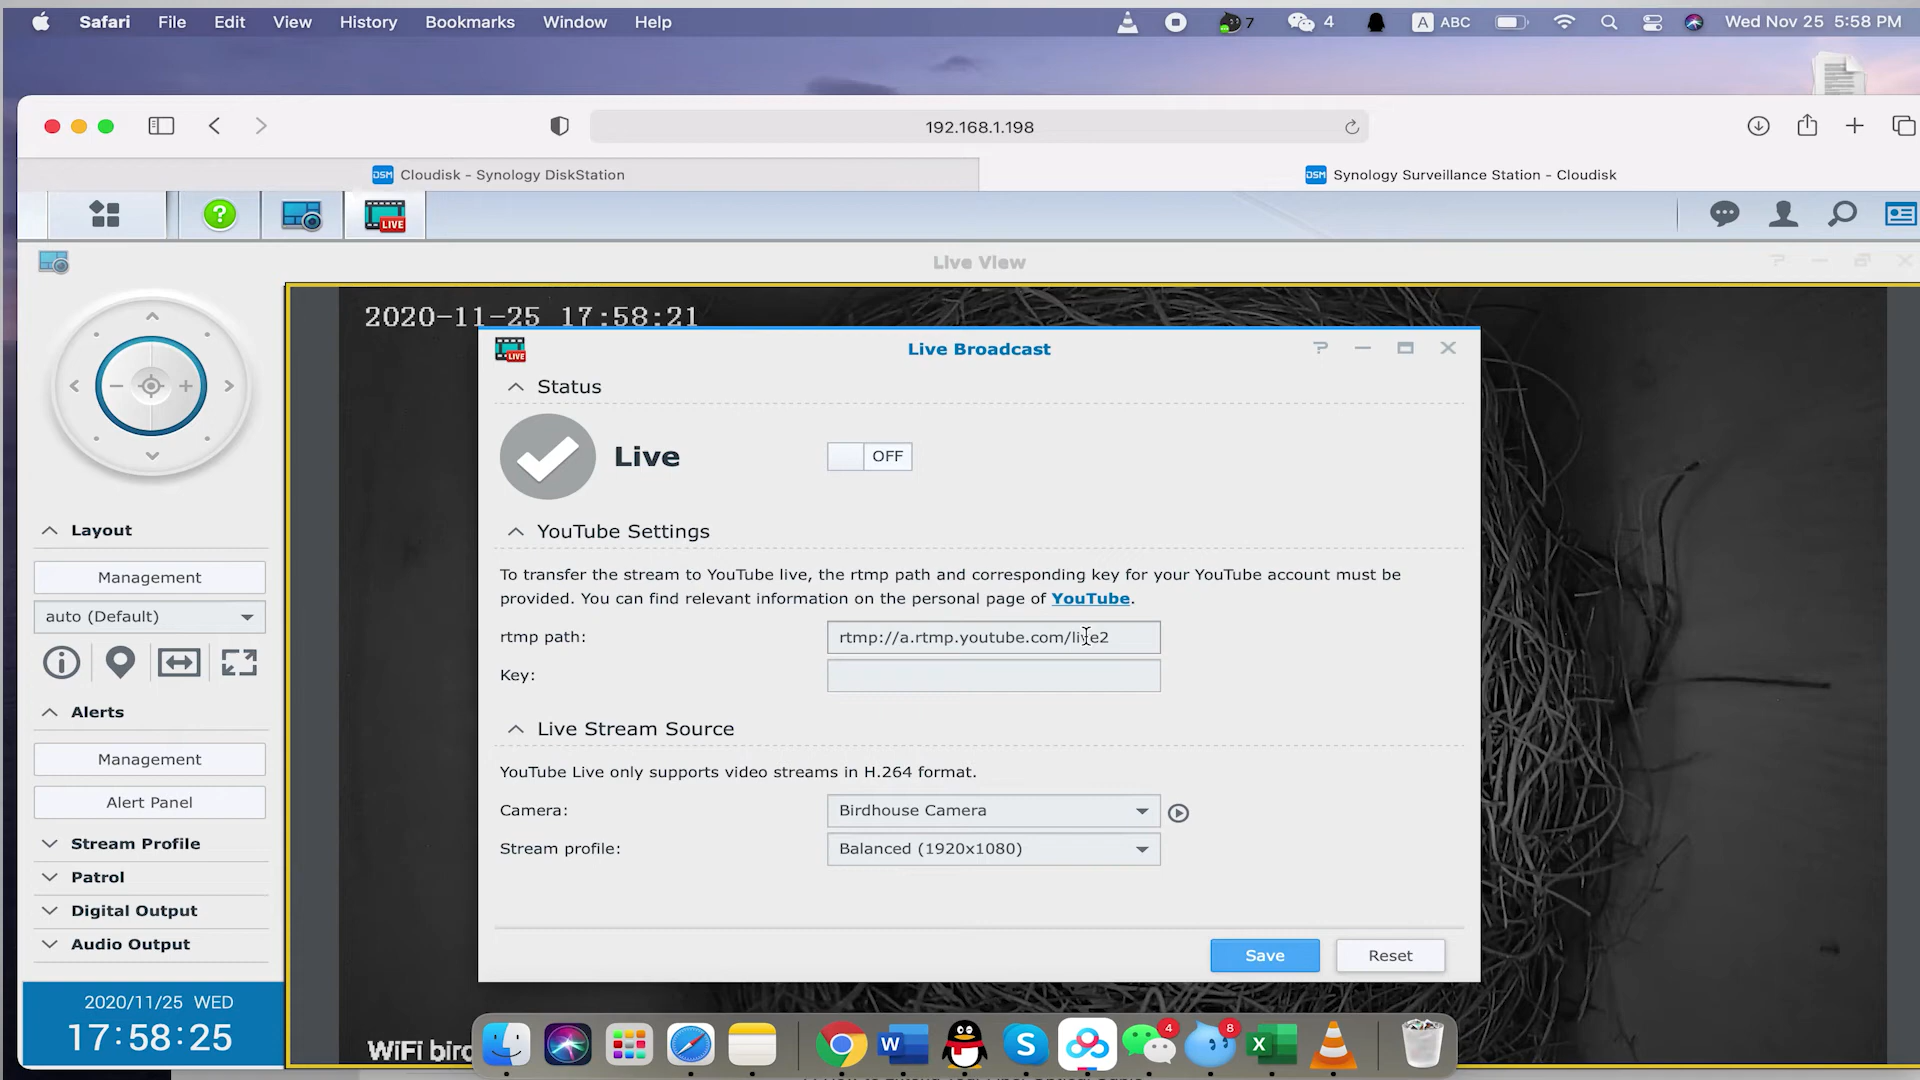 Safari File Edit View History Bookmarks Window Help 7 4 A ABC Wed Nov 25 5:58 PM
192.168.1.198
DSM Cloudisk - Synology DiskStation DSM Synology Surveillance Station - Cloudisk
? LIVE
Live View
2020-11-25 17:58:21
LIVE Live Broadcast
Status
Live OFF
YouTube Settings
To transfer the stream to YouTube live, the rtmp path and corresponding key for your YouTube account must be
provided. You can find relevant information on the personal page of YouTube.
rtmp path: rtmp://a.rtmp.youtube.com/live2
Key:
Live Stream Source
YouTube Live only supports video streams in H.264 format.
Camera: Birdhouse Camera
Stream profile: Balanced (1920x1080)
Save Reset
Layout
Management
auto (Default)
Alerts
Management
Alert Panel
Stream Profile
Patrol
Digital Output
Audio Output
2020/11/25 WED
17:58:25
WiFi birc
W S 4 8 X